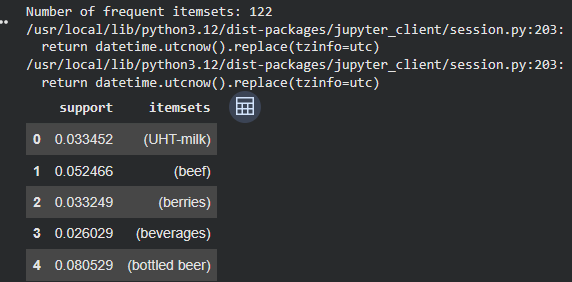 Number of frequent itemsets: 122
/usr/local/lib/python3.12/dist-packages/jupyter_client/session.py:203:
return datetime.utcnow().replace(tzinfo=utc)
/usr/local/lib/python3.12/dist-packages/jupyter_client/session.py:203:
return datetime.utcnow().replace(tzinfo=utc)
support itemsets
0 0.033452 (UHT-milk)
1 0.052466 (beef)
2 0.033249 (berries)
3 0.026029 (beverages)
4 0.080529 (bottled beer)